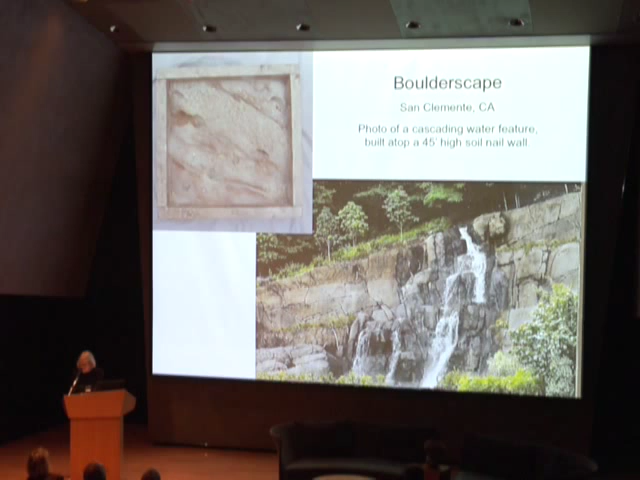 Boulderscape
San Clemente, CA
Photo of a cascading water feature,
built atop a 45' high soil nail wall